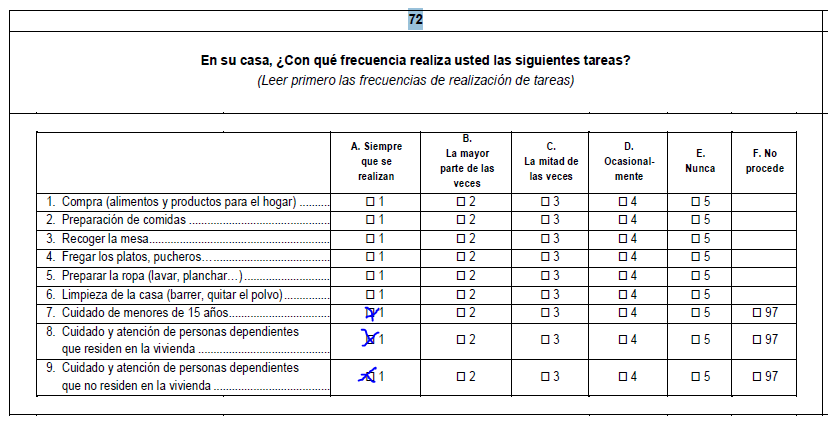 72
En su casa, ¿Con qué frecuencia realiza usted las siguientes tareas?
(Leer primero las frecuencias de realización de tareas)
A. Siempre que se realizan B. La mayor parte de las veces C. La mitad de las veces D. Ocasional-mente E. Nunca F. No procede
1. Compra (alimentos y productos para el hogar) .......... ☐ 1 ☐ 2 ☐ 3 ☐ 4 ☐ 5
2. Preparación de comidas .......... ☐ 1 ☐ 2 ☐ 3 ☐ 4 ☐ 5
3. Recoger la mesa.......... ☐ 1 ☐ 2 ☐ 3 ☐ 4 ☐ 5
4. Fregar los platos, pucheros… .......... ☐ 1 ☐ 2 ☐ 3 ☐ 4 ☐ 5
5. Preparar la ropa (lavar, planchar…) .......... ☐ 1 ☐ 2 ☐ 3 ☐ 4 ☐ 5
6. Limpieza de la casa (barrer, quitar el polvo) .......... ☐ 1 ☐ 2 ☐ 3 ☐ 4 ☐ 5
7. Cuidado de menores de 15 años.......... ☒ 1 ☐ 2 ☐ 3 ☐ 4 ☐ 5 ☐ 97
8. Cuidado y atención de personas dependientes
que residen en la vivienda .......... ☒ 1 ☐ 2 ☐ 3 ☐ 4 ☐ 5 ☐ 97
9. Cuidado y atención de personas dependientes
que no residen en la vivienda .......... ☒ 1 ☐ 2 ☐ 3 ☐ 4 ☐ 5 ☐ 97